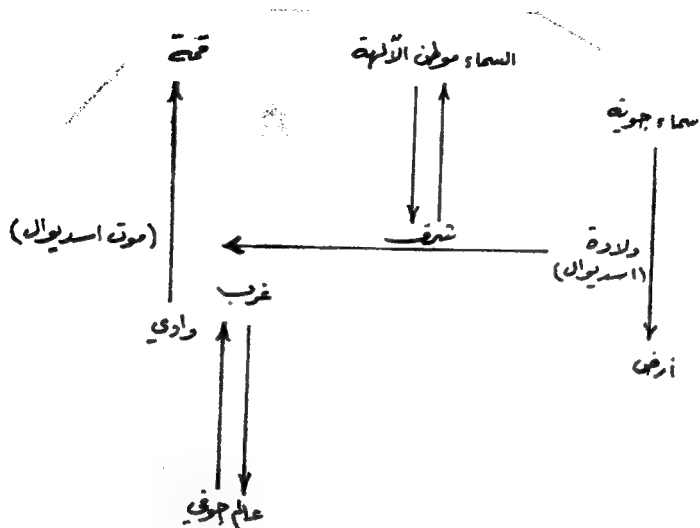 قمة
السماء موطن الآلهة
سماء جوية
(موت اسديوال)
شرق
ولادة
(اسديوال)
غرب
وادي
أرض
عالم جوفي